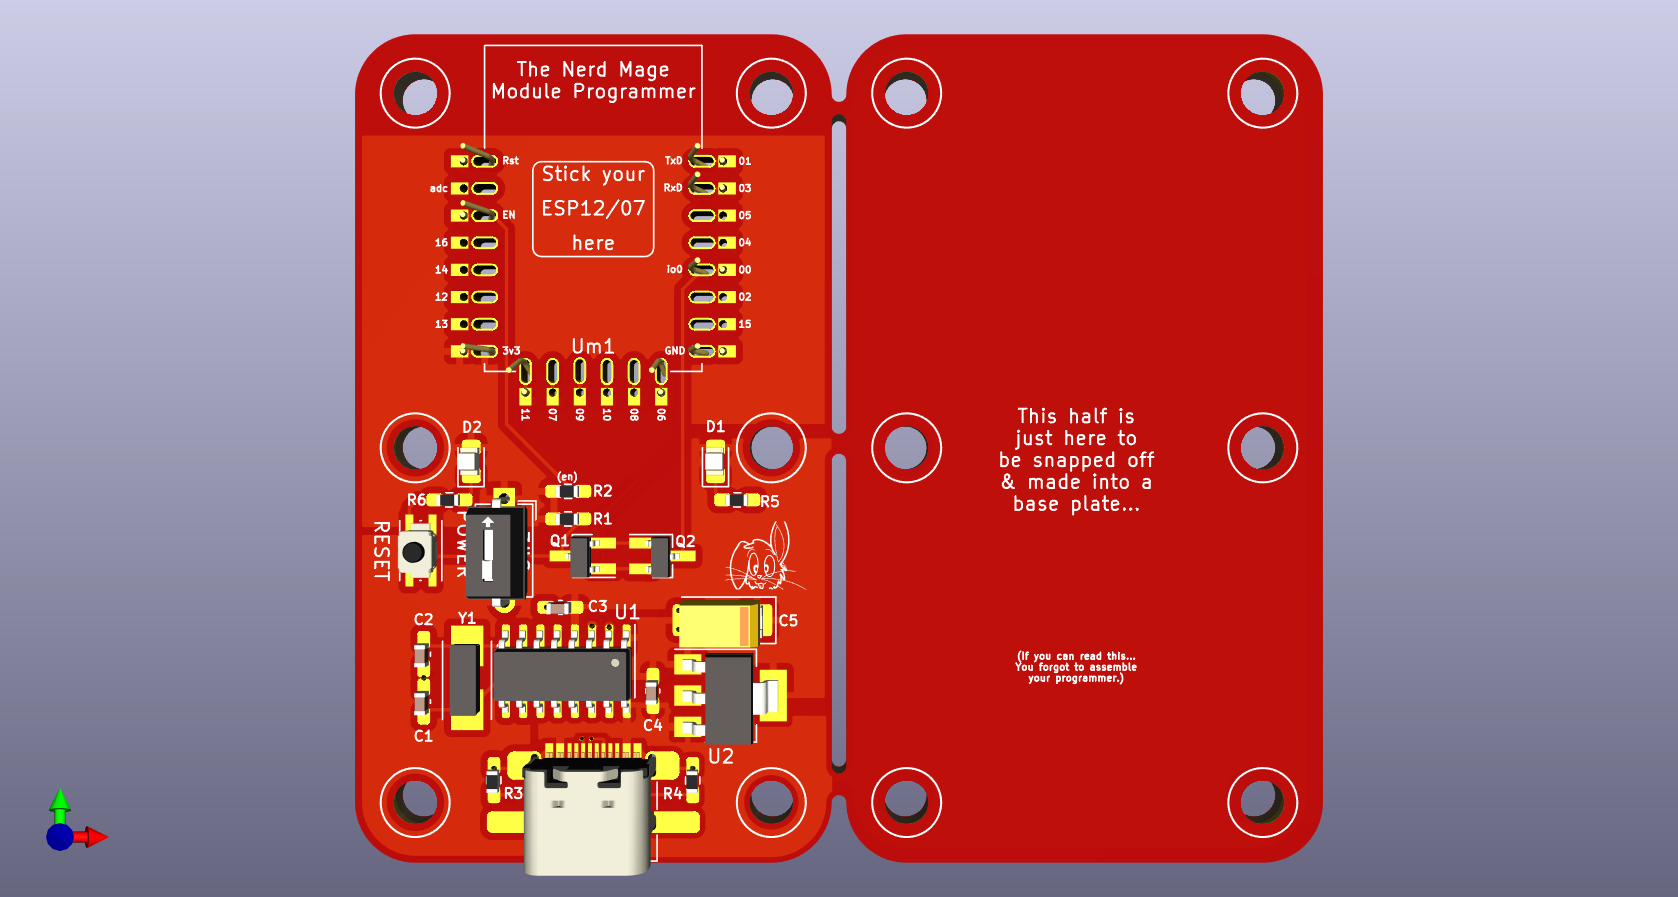 The Nerd Mage
Module Programmer
Rst
TxD
01
Stick your
adc
RxD
03
ESP12/07
EN
05
16
04
here
14
io0
00
12
02
13
15
Um1
3v3
GND
11
07
09
10
08
06
D2
D1
(en)
R2
R6
R5
R1
RESET
POWER
Q1
Q2
C3
U1
C2
Y1
C5
C1
C4
U2
R3
R4
This half is
just here to
be snapped off
& made into a
base plate...
(If you can read this...
You forgot to assemble
your programmer.)